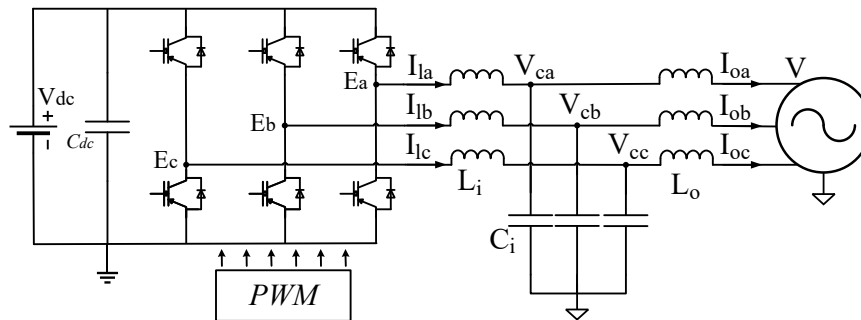 Vdc
+
-
Cdc
Ea
Eb
Ec
Ila
Ilb
Ilc
Li
Vca
Vcb
Vcc
Ci
Lo
Ioa
Iob
Ioc
V
PWM